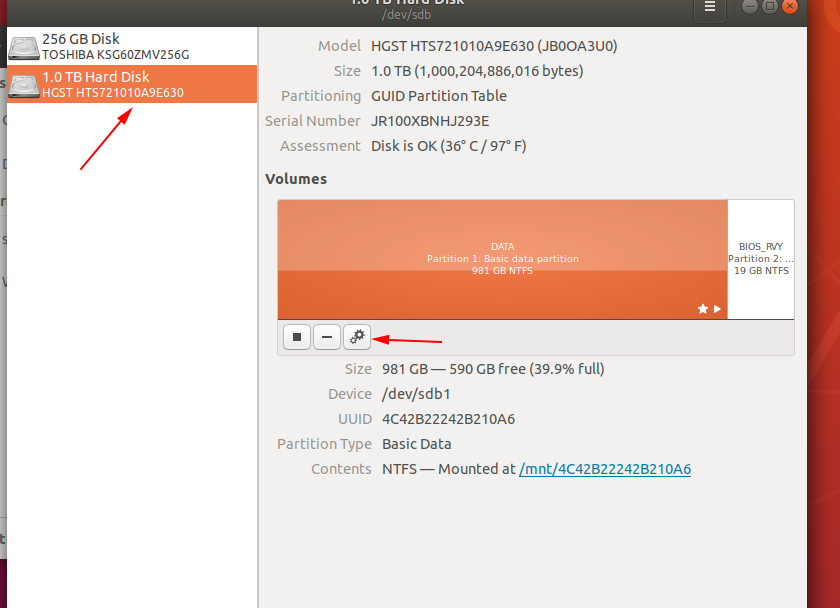 1.0 TB Hard Disk
/dev/sdb
256 GB Disk
TOSHIBA KSG60ZMV256G
1.0 TB Hard Disk
HGST HTS721010A9E630
Model HGST HTS721010A9E630 (JB0OA3U0)
Size 1.0 TB (1,000,204,886,016 bytes)
Partitioning GUID Partition Table
Serial Number JR100XBNHJ293E
Assessment Disk is OK (36° C / 97° F)
Volumes
DATA
Partition 1: Basic data partition
981 GB NTFS
BIOS_RVY
Partition 2: ...
19 GB NTFS
Size 981 GB — 590 GB free (39.9% full)
Device /dev/sdb1
UUID 4C42B22242B210A6
Partition Type Basic Data
Contents NTFS — Mounted at /mnt/4C42B22242B210A6